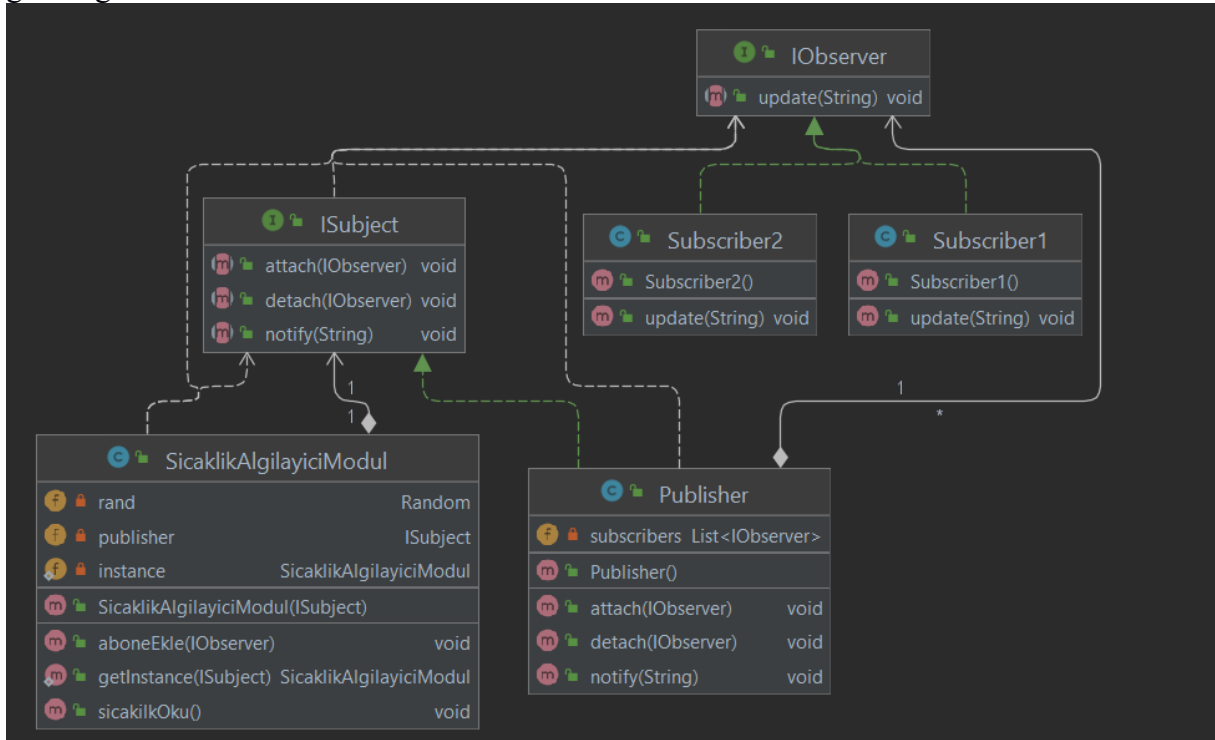 IObserver
update(String) void
ISubject
attach(IObserver) void
detach(IObserver) void
notify(String) void
Subscriber2
Subscriber2()
update(String) void
Subscriber1
Subscriber1()
update(String) void
1
1
1
*
SicaklikAlgilayiciModul
rand Random
publisher ISubject
instance SicaklikAlgilayiciModul
SicaklikAlgilayiciModul(ISubject)
aboneEkle(IObserver) void
getInstance(ISubject) SicaklikAlgilayiciModul
sicakilkOku() void
Publisher
subscribers List<IObserver>
Publisher()
attach(IObserver) void
detach(IObserver) void
notify(String) void